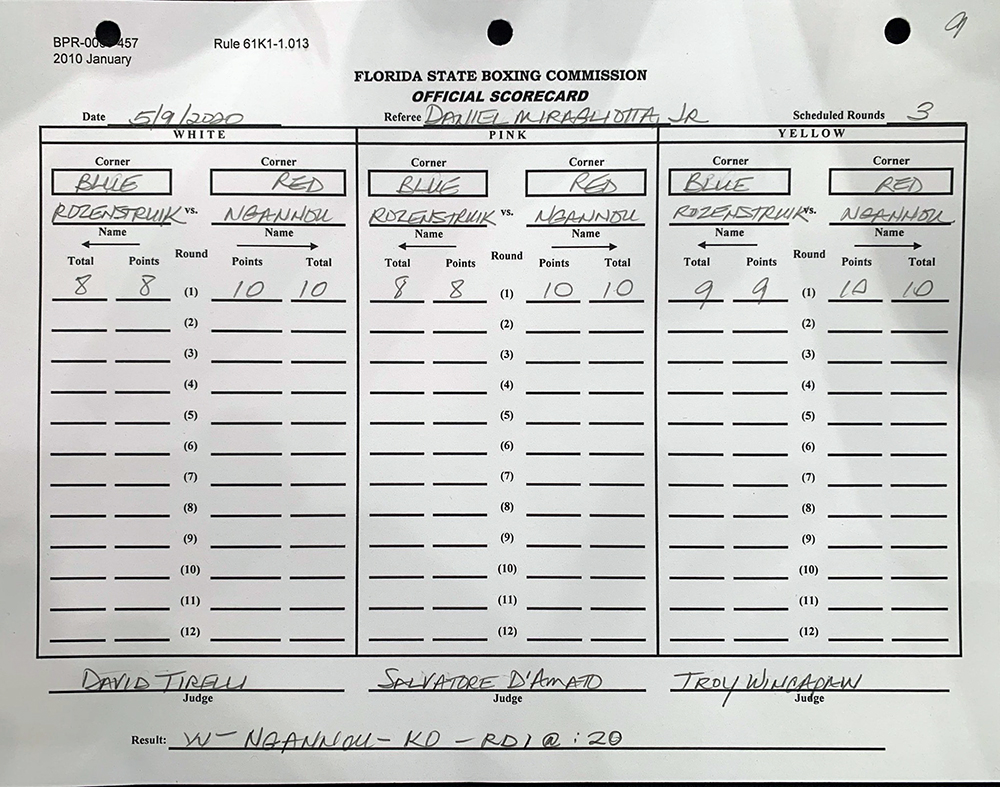 9
BPR-00 -457 Rule 61K1-1.013
2010 January
FLORIDA STATE BOXING COMMISSION
OFFICIAL SCORECARD
Date 5/9/2020 Referee DANIEL MIRAGLIOTTA JR Scheduled Rounds 3
WHITE PINK YELLOW
Corner Corner Corner Corner Corner Corner
BLUE RED BLUE RED BLUE RED
ROZENSTRUIK vs. NGANNOU ROZENSTRUIK vs. NGANNOU ROZENSTRUIK vs. NGANNOU
Name Name Name Name Name Name
Total Points Round Points Total Total Points Round Points Total Total Points Round Points Total
8 8 (1) 10 10 8 8 (1) 10 10 9 9 (1) 10 10
(2) (2) (2)
(3) (3) (3)
(4) (4) (4)
(5) (5) (5)
(6) (6) (6)
(7) (7) (7)
(8) (8) (8)
(9) (9) (9)
(10) (10) (10)
(11) (11) (11)
(12) (12) (12)
DAVID TIRELLI SALVATORE D'AMATO TROY WINCAPAW
Judge Judge Judge
Result: W- NGANNOU - KO - RD1 @ :20